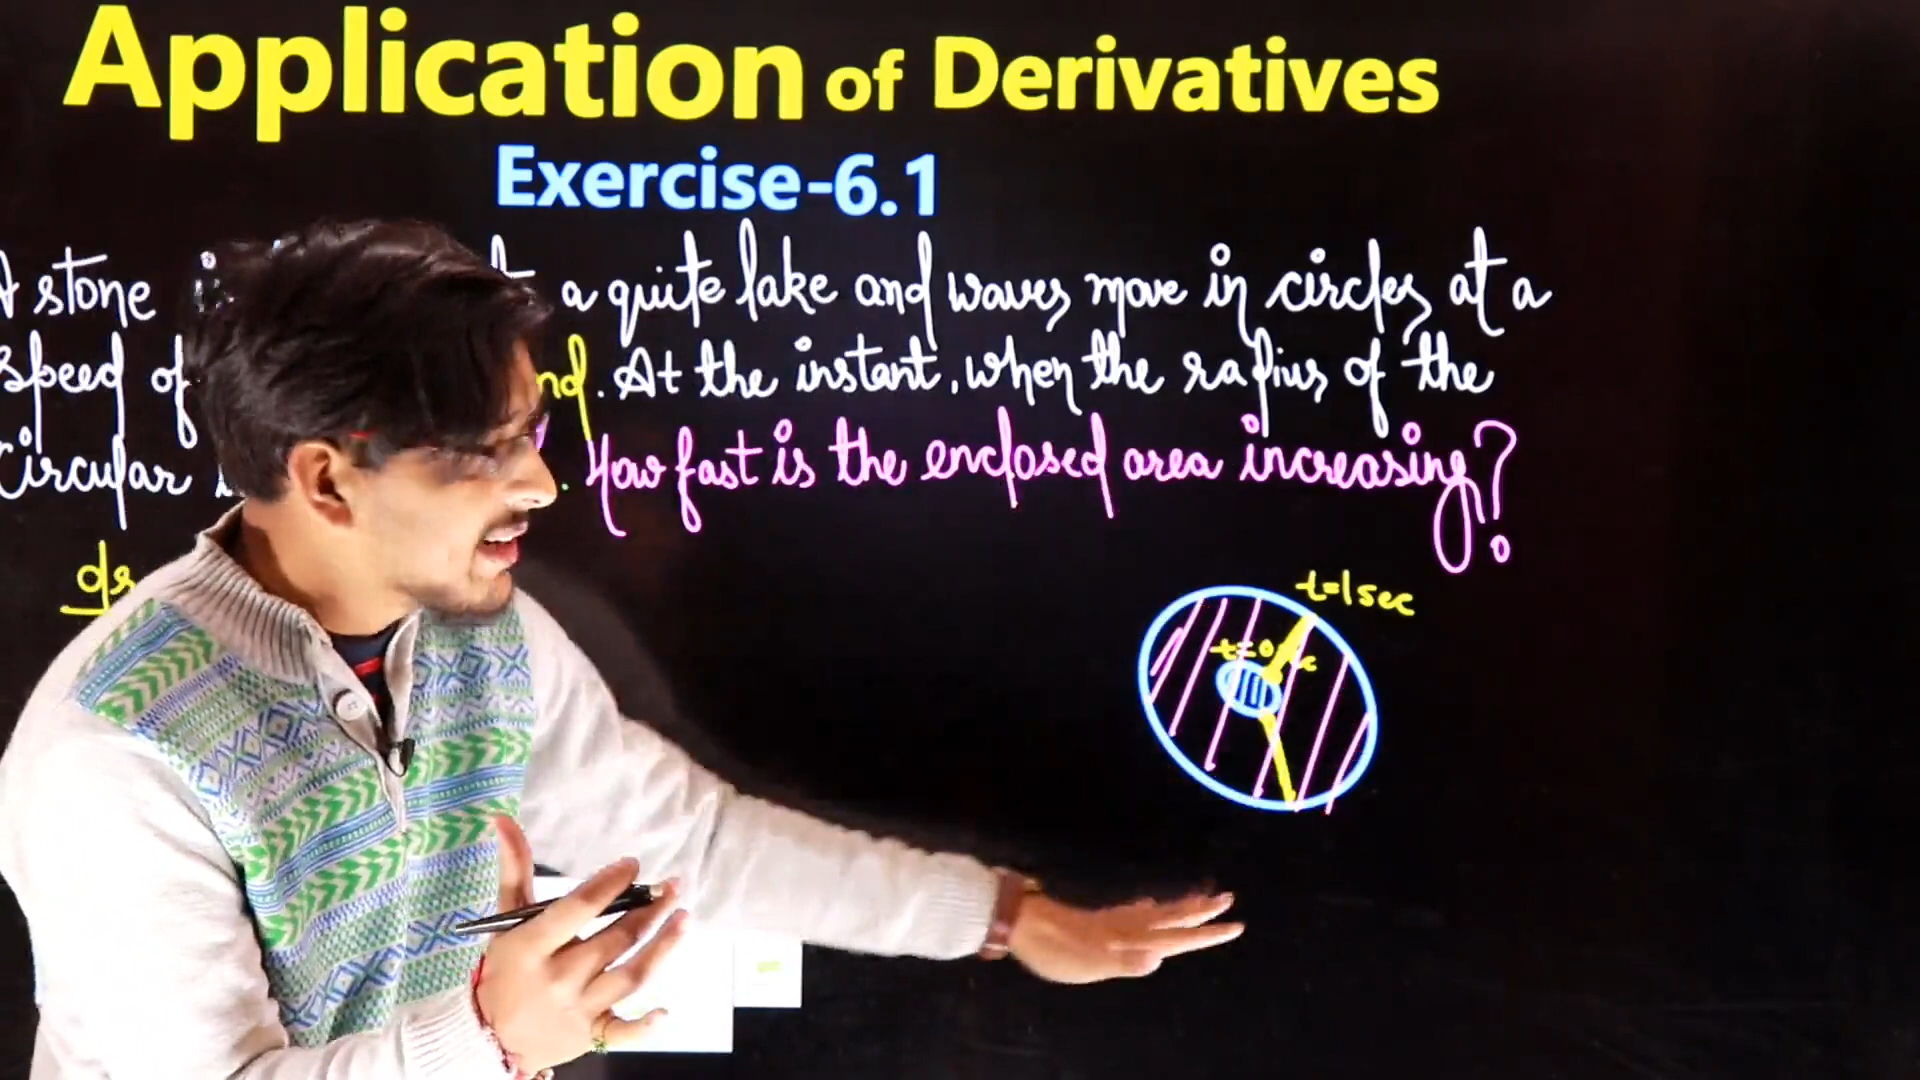 Application of Derivatives
Exercise-6.1
A stone a quite lake and waves move in circles at a
speed of . At the instant, when the radius of the
circular . How fast is the enclosed area increasing?
dr
t=1sec
t=0sec